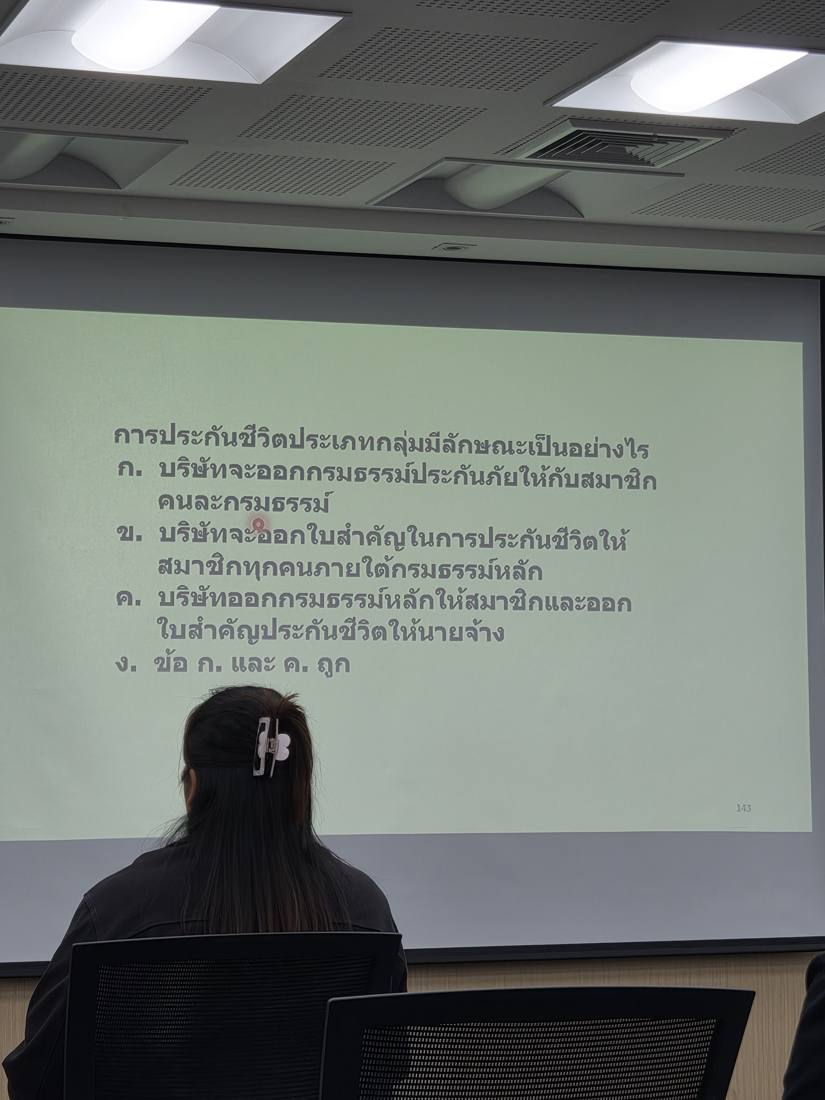 การประกันชีวิตประเภทกลุ่มมีลักษณะเป็นอย่างไร
ก. บริษัทจะออกกรมธรรม์ประกันภัยให้กับสมาชิก
คนละกรมธรรม์
ข. บริษัทจะออกใบสำคัญในการประกันชีวิตให้
สมาชิกทุกคนภายใต้กรมธรรม์หลัก
ค. บริษัทออกกรมธรรม์หลักให้สมาชิกและออก
ใบสำคัญประกันชีวิตให้นายจ้าง
ง. ข้อ ก. และ ค. ถูก
143